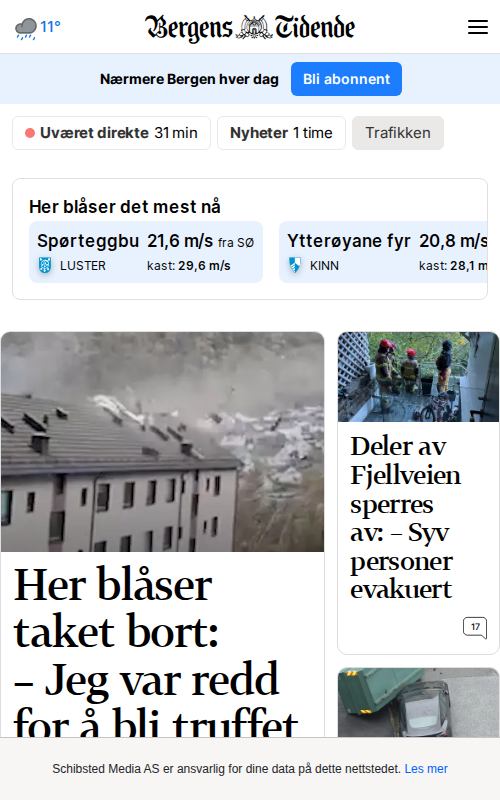 11°
Bergens Tidende
Nærmere Bergen hver dag
Bli abonnent
Uværet direkte 31 min
Nyheter 1 time
Trafikken
Her blåser det mest nå
Spørteggbu 21,6 m/s fra SØ
LUSTER kast: 29,6 m/s
Ytterøyane fyr 20,8 m/s
KINN kast: 28,1 m
Her blåser
taket bort:
– Jeg var redd
for å bli truffet
Deler av
Fjellveien
sperres
av: – Syv
personer
evakuert
17
Schibsted Media AS er ansvarlig for dine data på dette nettstedet. Les mer